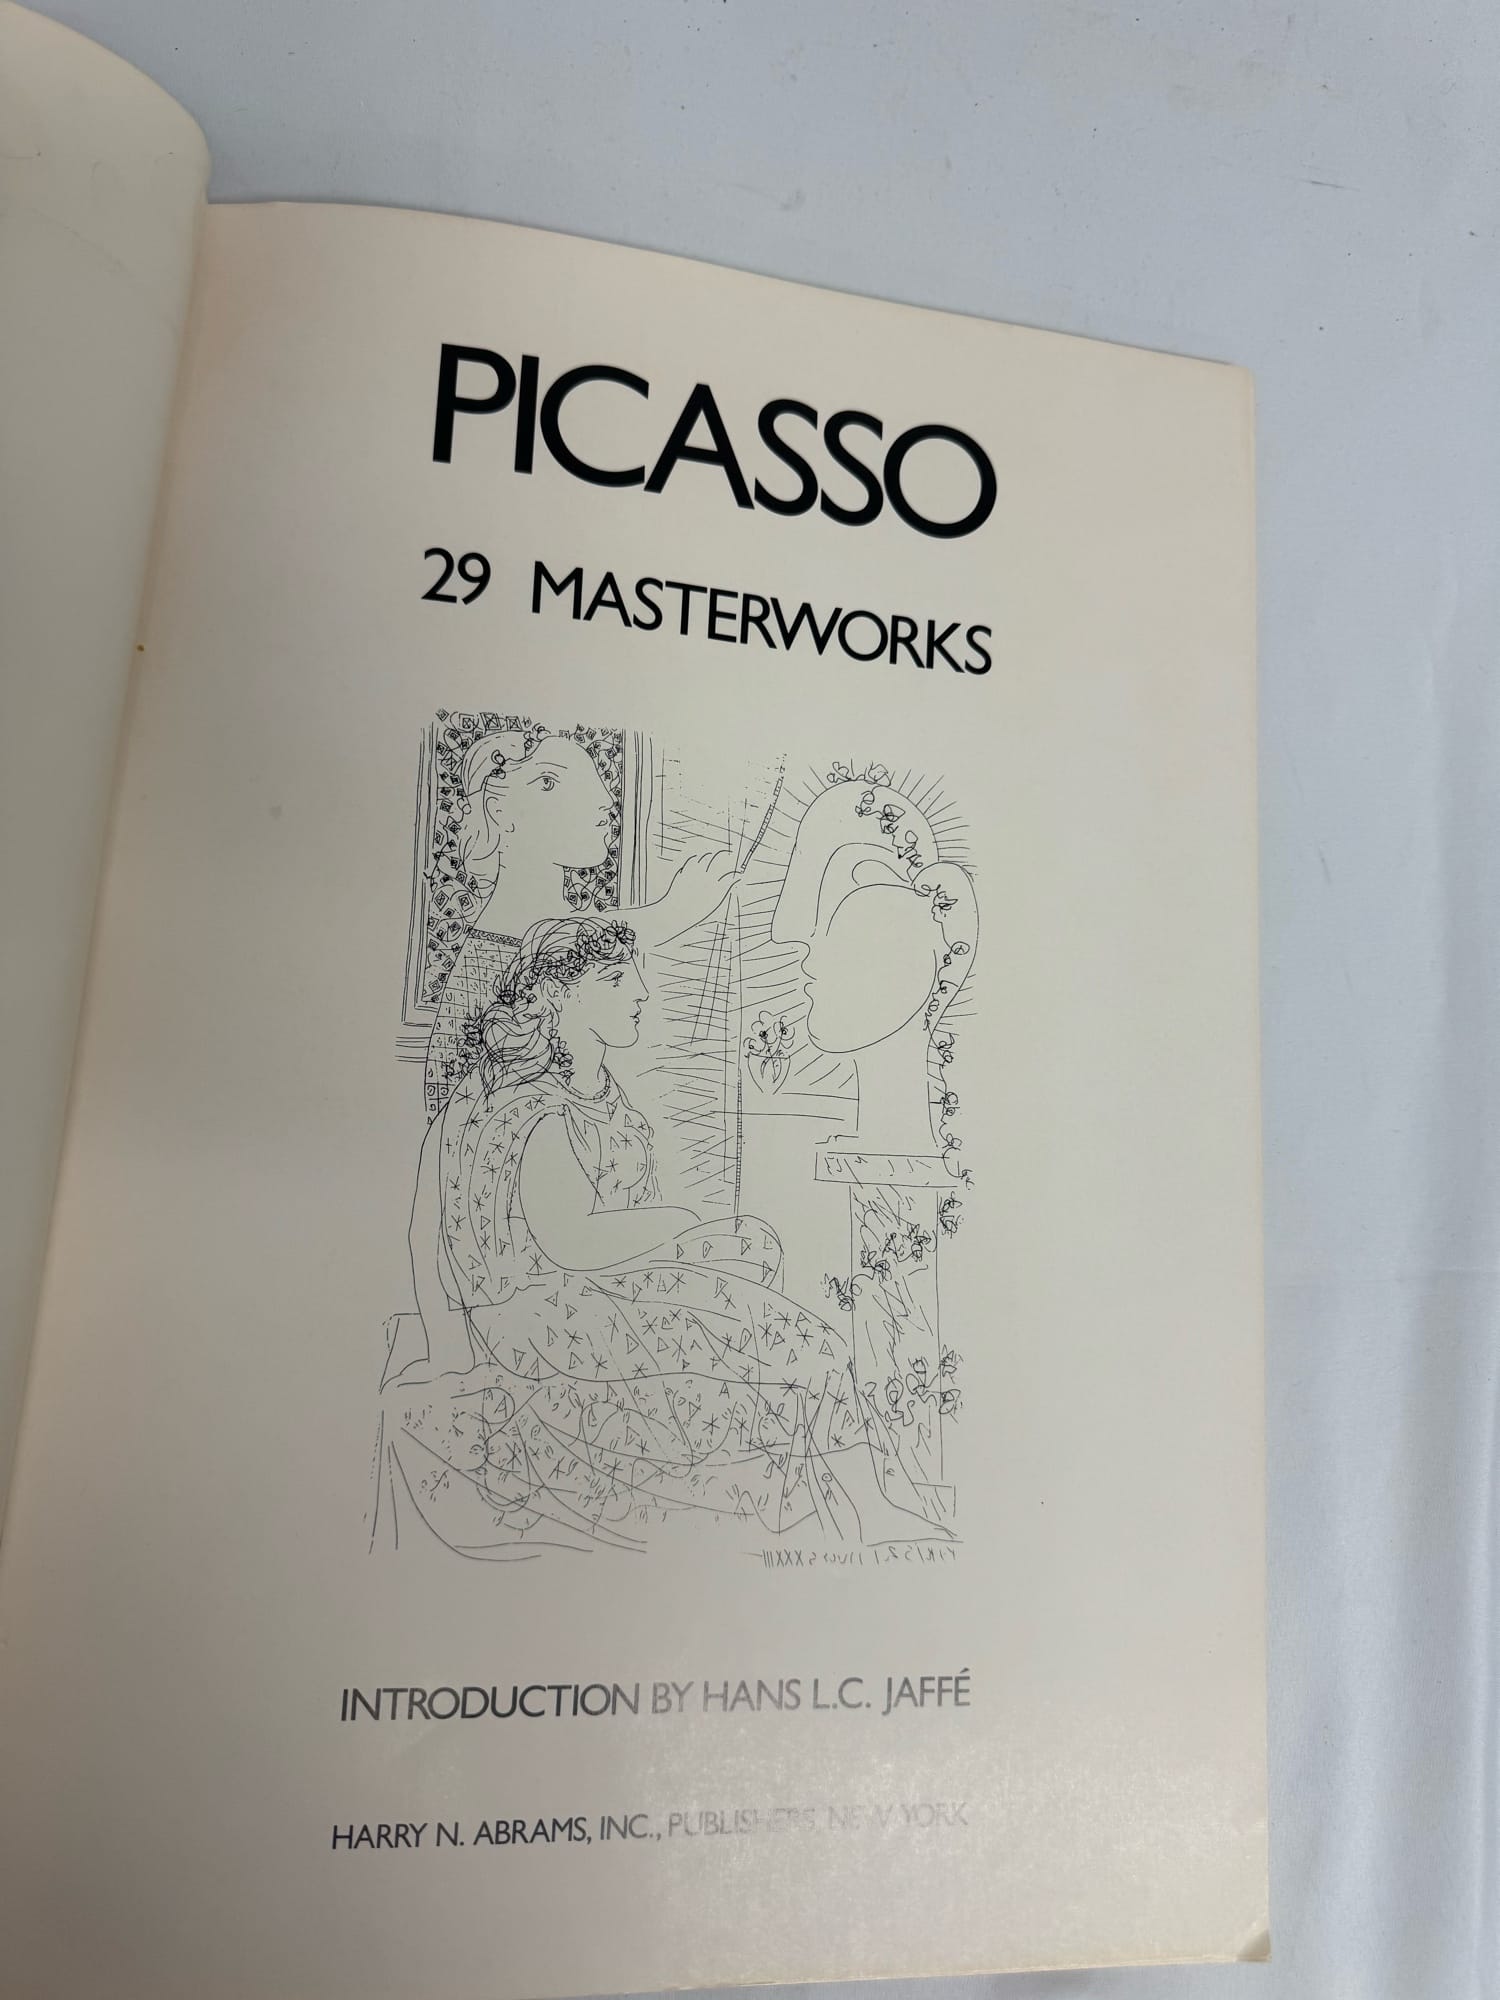 PICASSO
29 MASTERWORKS
INTRODUCTION BY HANS L.C. JAFFÉ
HARRY N. ABRAMS, INC., PUBLISHERS, NEW YORK